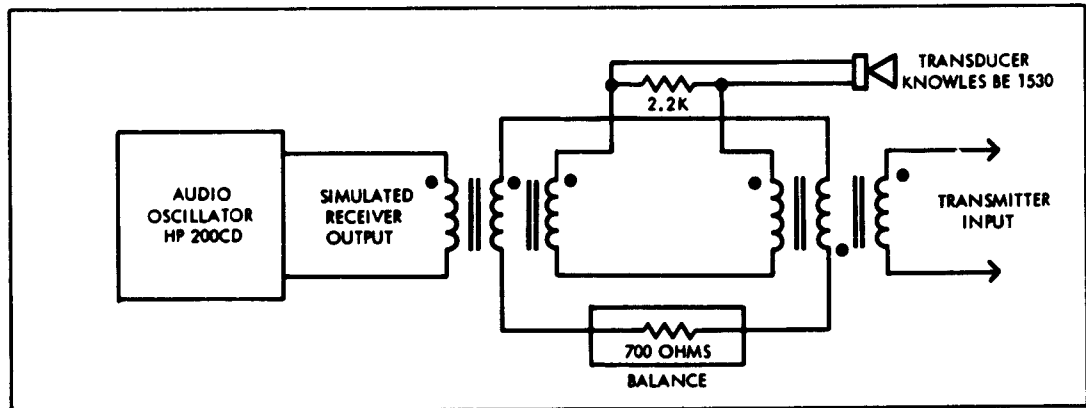 TRANSDUCER
KNOWLES BE 1530
2.2K
AUDIO
OSCILLATOR
HP 200CD
SIMULATED
RECEIVER
OUTPUT
TRANSMITTER
INPUT
700 OHMS
BALANCE